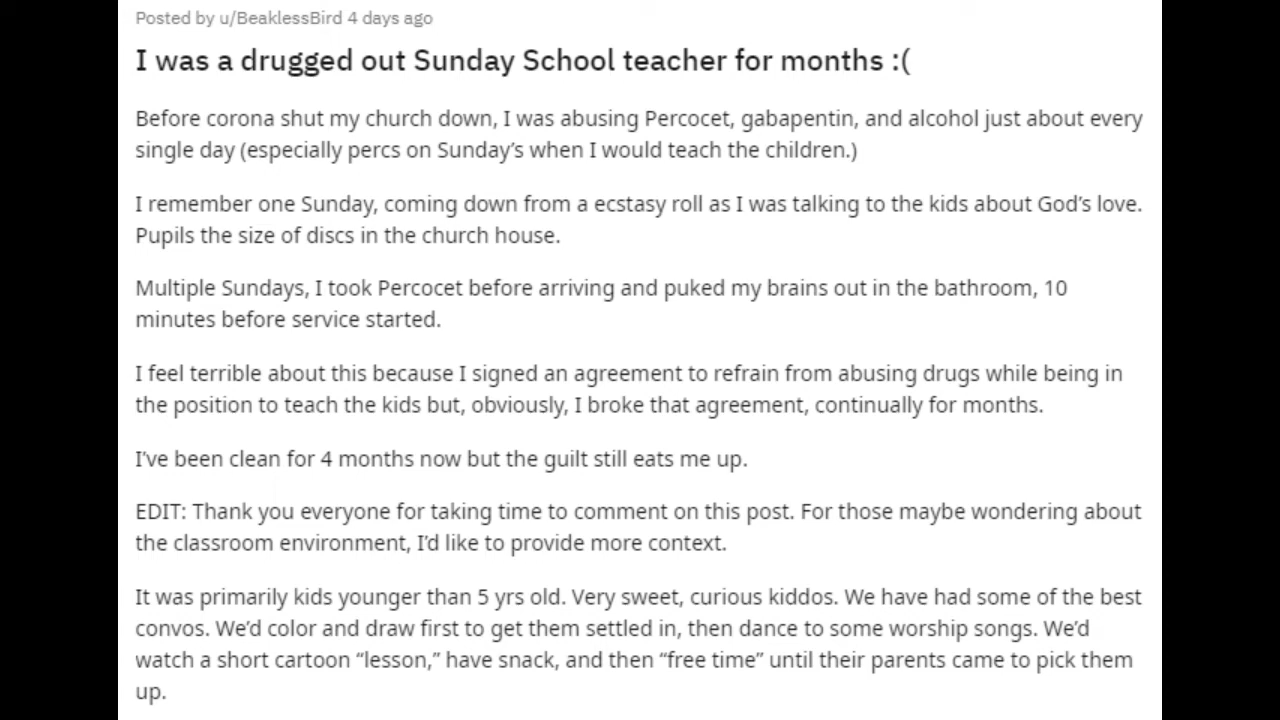 Posted by u/BeaklessBird 4 days ago
I was a drugged out Sunday School teacher for months :(
Before corona shut my church down, I was abusing Percocet, gabapentin, and alcohol just about every
single day (especially percs on Sunday's when I would teach the children.)
I remember one Sunday, coming down from a ecstasy roll as I was talking to the kids about God's love.
Pupils the size of discs in the church house.
Multiple Sundays, I took Percocet before arriving and puked my brains out in the bathroom, 10
minutes before service started.
I feel terrible about this because I signed an agreement to refrain from abusing drugs while being in
the position to teach the kids but, obviously, I broke that agreement, continually for months.
I've been clean for 4 months now but the guilt still eats me up.
EDIT: Thank you everyone for taking time to comment on this post. For those maybe wondering about
the classroom environment, I'd like to provide more context.
It was primarily kids younger than 5 yrs old. Very sweet, curious kiddos. We have had some of the best
convos. We'd color and draw first to get them settled in, then dance to some worship songs. We'd
watch a short cartoon “lesson,” have snack, and then “free time” until their parents came to pick them
up.